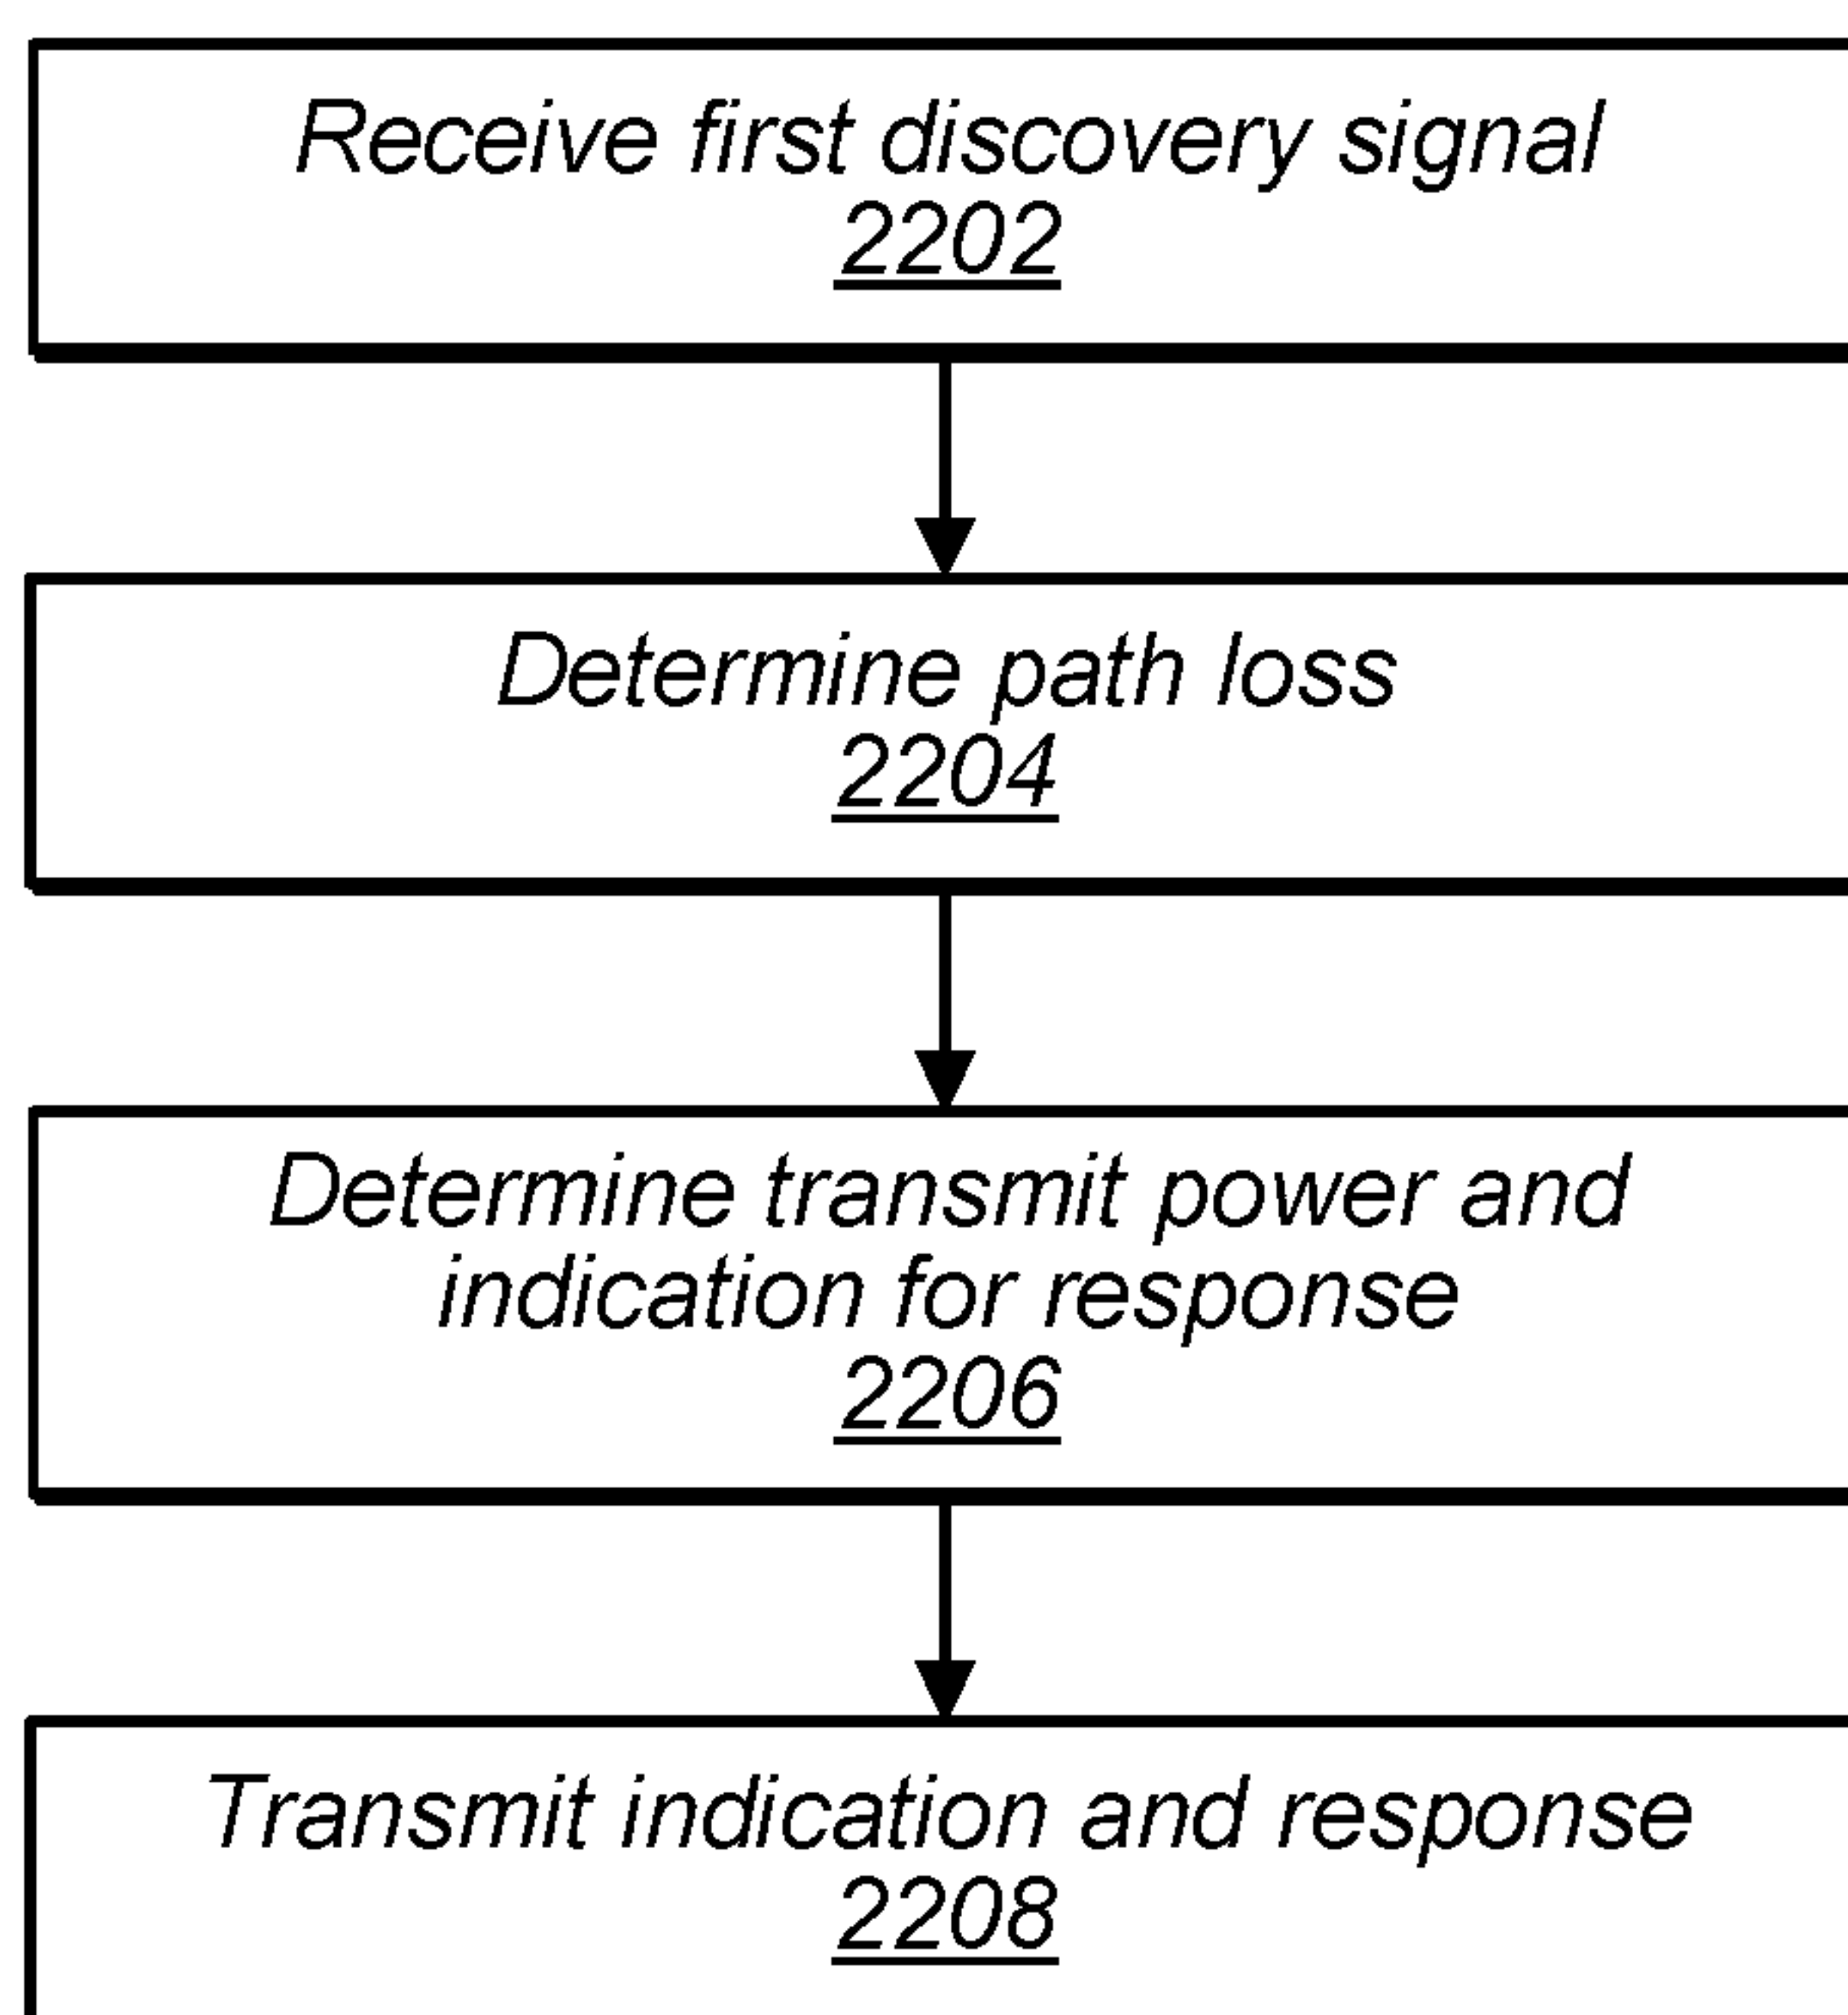 Receive first discovery signal
2202
Determine path loss
2204
Determine transmit power and
indication for response
2206
Transmit indication and response
2208